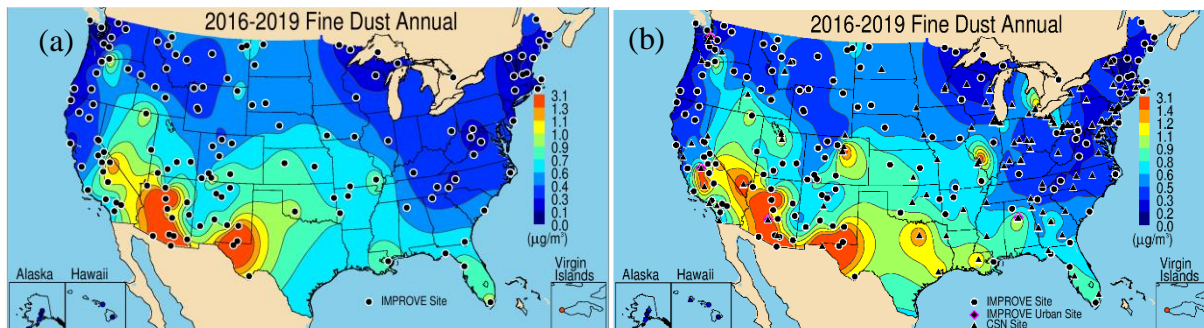 2016-2019 Fine Dust Annual
(a)
3.1
1.3
1.1
1.0
0.9
0.7
0.6
0.4
0.3
0.1
0.0
(μg/m³)
Alaska
Hawaii
Virgin
Islands
IMPROVE Site
2016-2019 Fine Dust Annual
(b)
3.1
1.4
1.2
1.1
0.9
0.8
0.6
0.5
0.3
0.2
0.0
(μg/m³)
Alaska
Hawaii
Virgin
Islands
IMPROVE Site
IMPROVE Urban Site
CSN Site